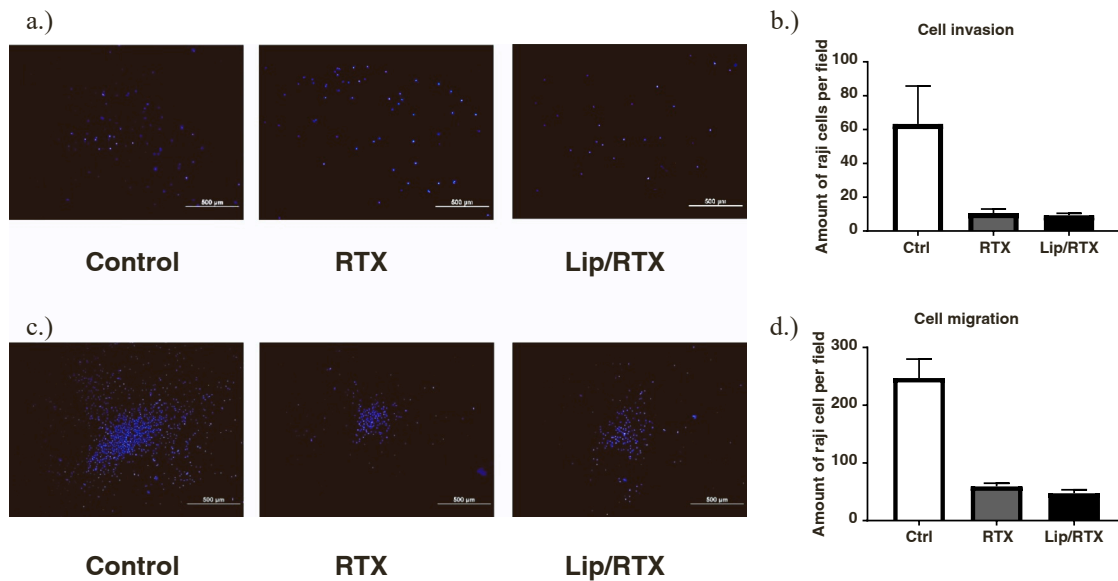 a.)
500 µm
500 µm
500 µm
Control
RTX
Lip/RTX
b.)
Cell invasion
Amount of raji cells per field
100
80
60
40
20
0
Ctrl
RTX
Lip/RTX
c.)
500 µm
500 µm
500 µm
Control
RTX
Lip/RTX
d.)
Cell migration
Amount of raji cell per field
300
200
100
0
Ctrl
RTX
Lip/RTX